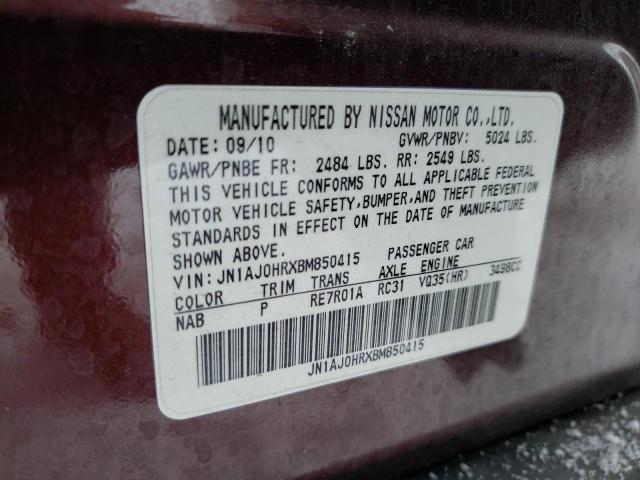 MANUFACTURED BY NISSAN MOTOR CO.,LTD.
DATE: 09/10 GVWR/PNBV: 5024 LBS.
GAWR/PNBE FR: 2484 LBS. RR: 2549 LBS.
THIS VEHICLE CONFORMS TO ALL APPLICABLE FEDERAL
MOTOR VEHICLE SAFETY,BUMPER,AND THEFT PREVENTION
STANDARDS IN EFFECT ON THE DATE OF MANUFACTURE
SHOWN ABOVE.
VIN: JN1AJ0HRXBM850415 PASSENGER CAR
COLOR TRIM TRANS AXLE ENGINE
NAB P RE7R01A RC31 VQ35(HR) 3498CC
JN1AJ0HRXBM850415